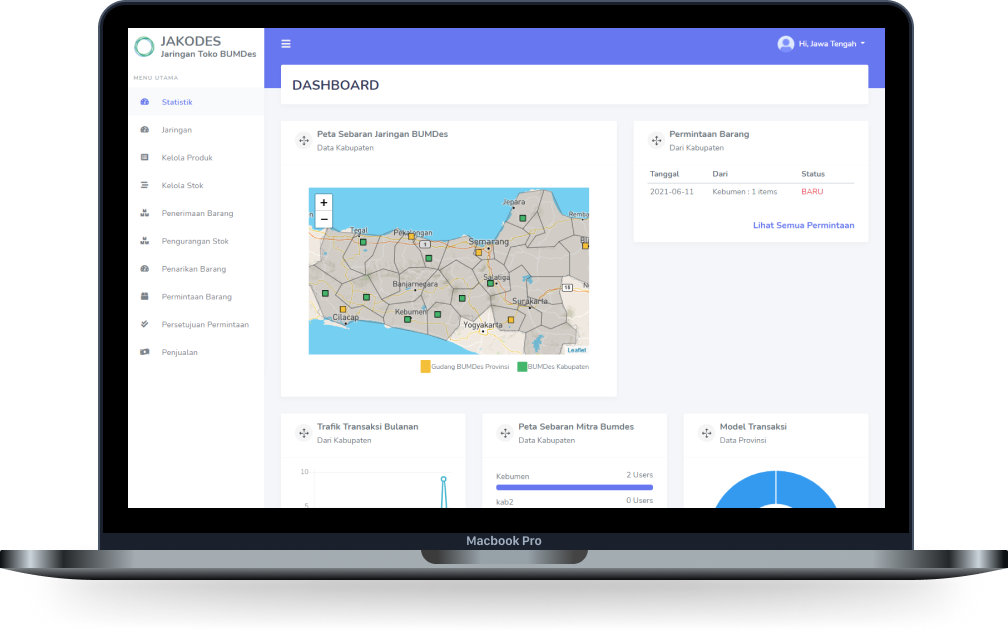 JAKODES
Jaringan Toko BUMDes
MENU UTAMA
Statistik
Jaringan
Kelola Produk
Kelola Stok
Penerimaan Barang
Pengurangan Stok
Penarikan Barang
Permintaan Barang
Persetujuan Permintaan
Penjualan
Hi, Jawa Tengah
DASHBOARD
Peta Sebaran Jaringan BUMDes
Data Kabupaten
+
−
Jepara
Remba
Tegal
Pekalongan
Semarang
Bl
1
Salatiga
Banjarnegara
15
N
Surakarta
Kebumen
Cilacap
Yogyakarta
Leaflet
Gudang BUMDes Provinsi
BUMDes Kabupaten
Permintaan Barang
Dari Kabupaten
Tanggal Dari Status
2021-06-11 Kebumen : 1 items BARU
Lihat Semua Permintaan
Trafik Transaksi Bulanan
Dari Kabupaten
10
5
Peta Sebaran Mitra Bumdes
Data Kabupaten
Kebumen 2 Users
kab2 0 Users
Model Transaksi
Data Provinsi
Macbook Pro